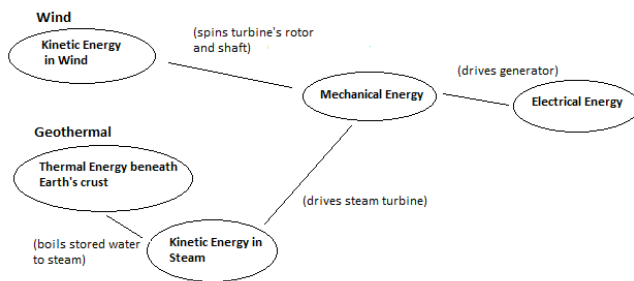 Wind
Kinetic Energy
in Wind
(spins turbine's rotor
and shaft)
Mechanical Energy
(drives generator)
Electrical Energy
Geothermal
Thermal Energy beneath
Earth's crust
(drives steam turbine)
(boils stored water
to steam)
Kinetic Energy in
Steam